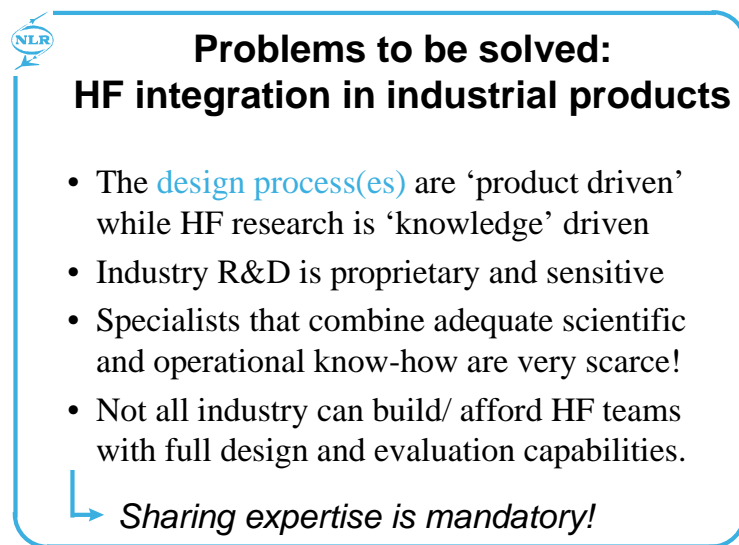 NLR
Problems to be solved:
HF integration in industrial products
• The design process(es) are ‘product driven’
while HF research is ‘knowledge’ driven
• Industry R&D is proprietary and sensitive
• Specialists that combine adequate scientific
and operational know-how are very scarce!
• Not all industry can build/ afford HF teams
with full design and evaluation capabilities.
Sharing expertise is mandatory!